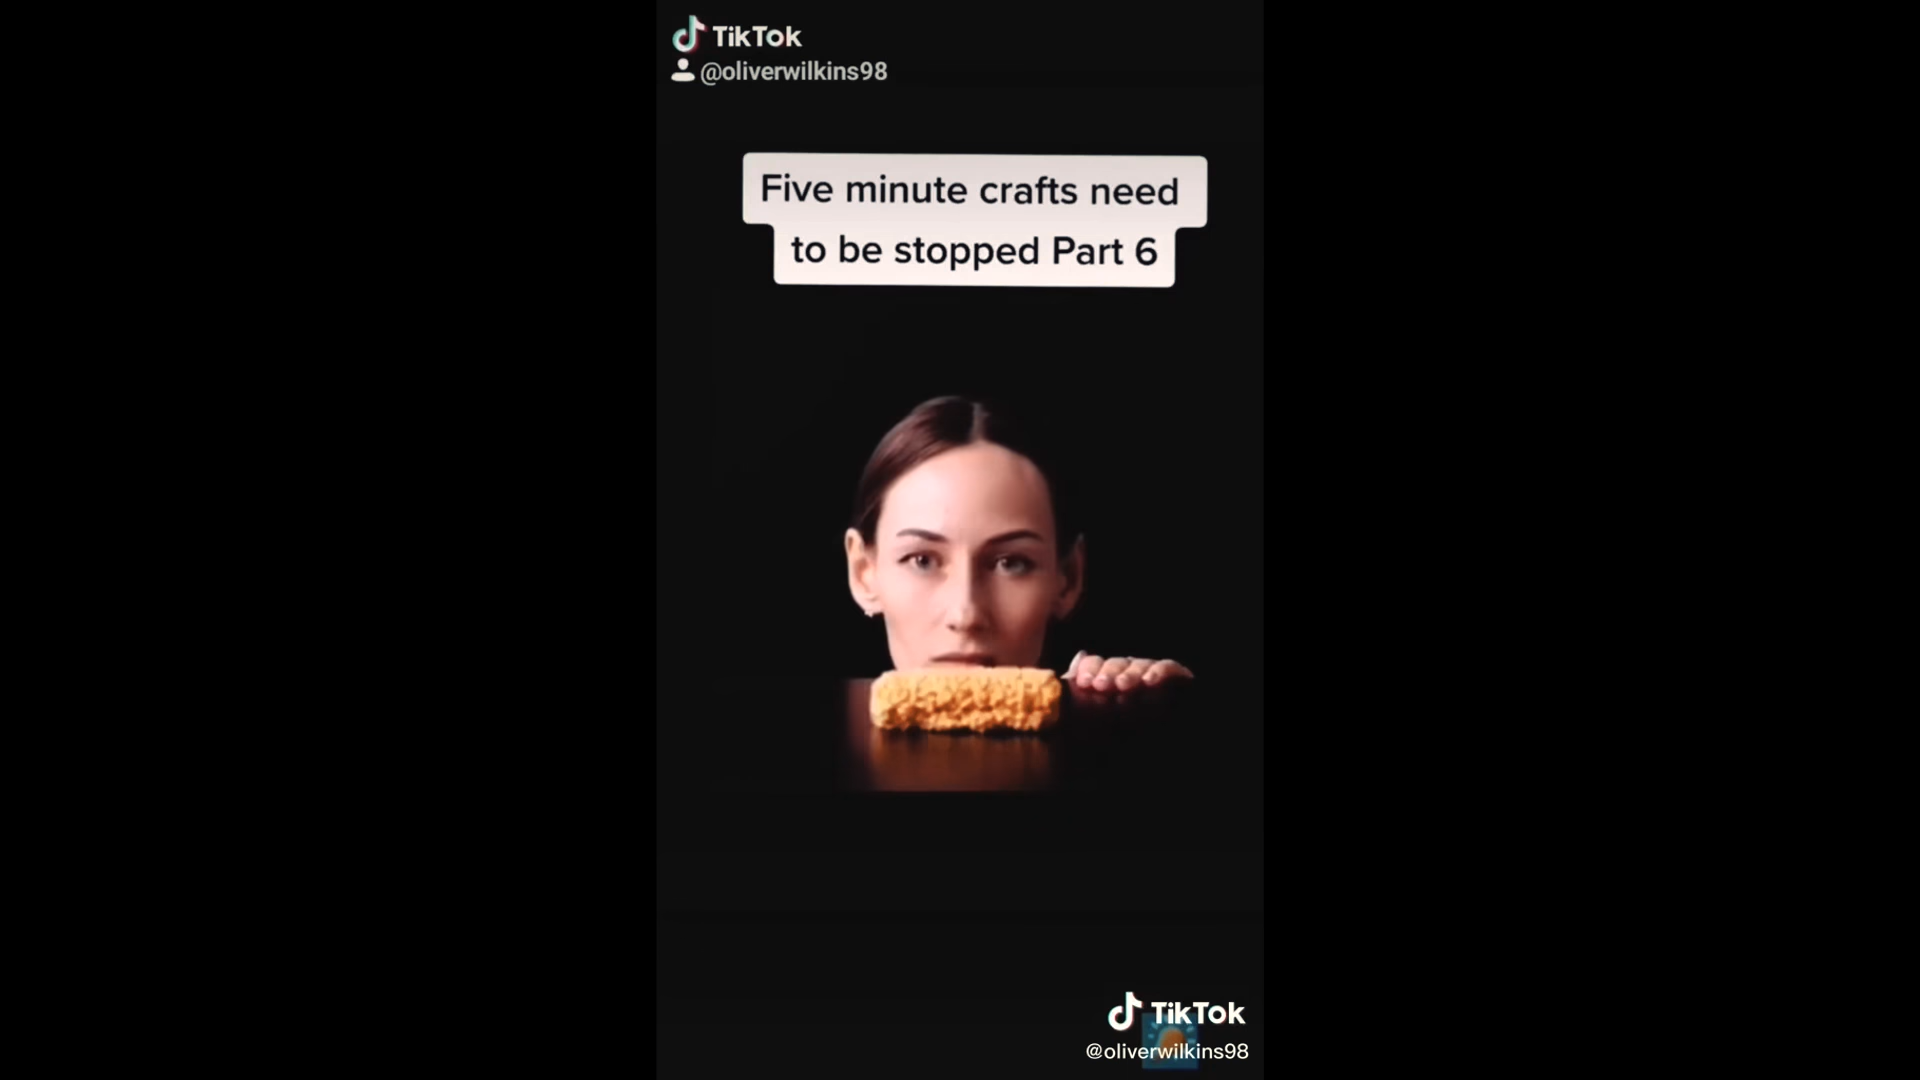 TikTok
@oliverwilkins98
Five minute crafts need
to be stopped Part 6
TikTok
@oliverwilkins98